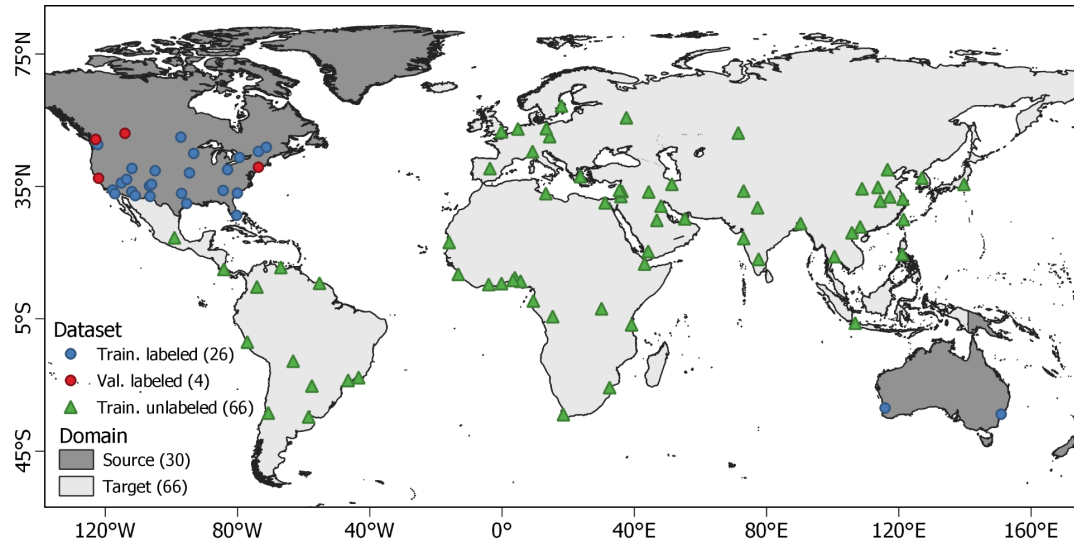 75°N
35°N
5°S
45°S
Dataset
Train. labeled (26)
Val. labeled (4)
Train. unlabeled (66)
Domain
Source (30)
Target (66)
120°W
80°W
40°W
0°
40°E
80°E
120°E
160°E